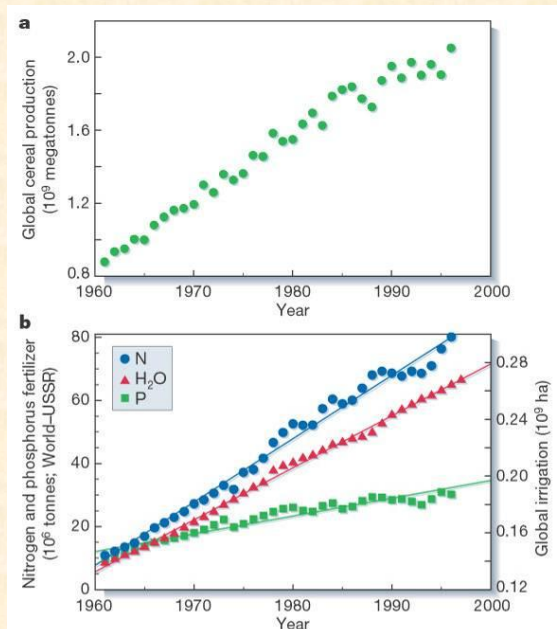 a
Global cereal production
(10⁹ megatonnes)
2.0
1.6
1.2
0.8
1960 1970 1980 1990 2000
Year
b
Nitrogen and phosphorus fertilizer
(10⁶ tonnes; World–USSR)
80
60
40
20
0
N
H₂O
P
0.28
0.24
0.20
0.16
0.12
Global irrigation (10⁹ ha)
1960 1970 1980 1990 2000
Year